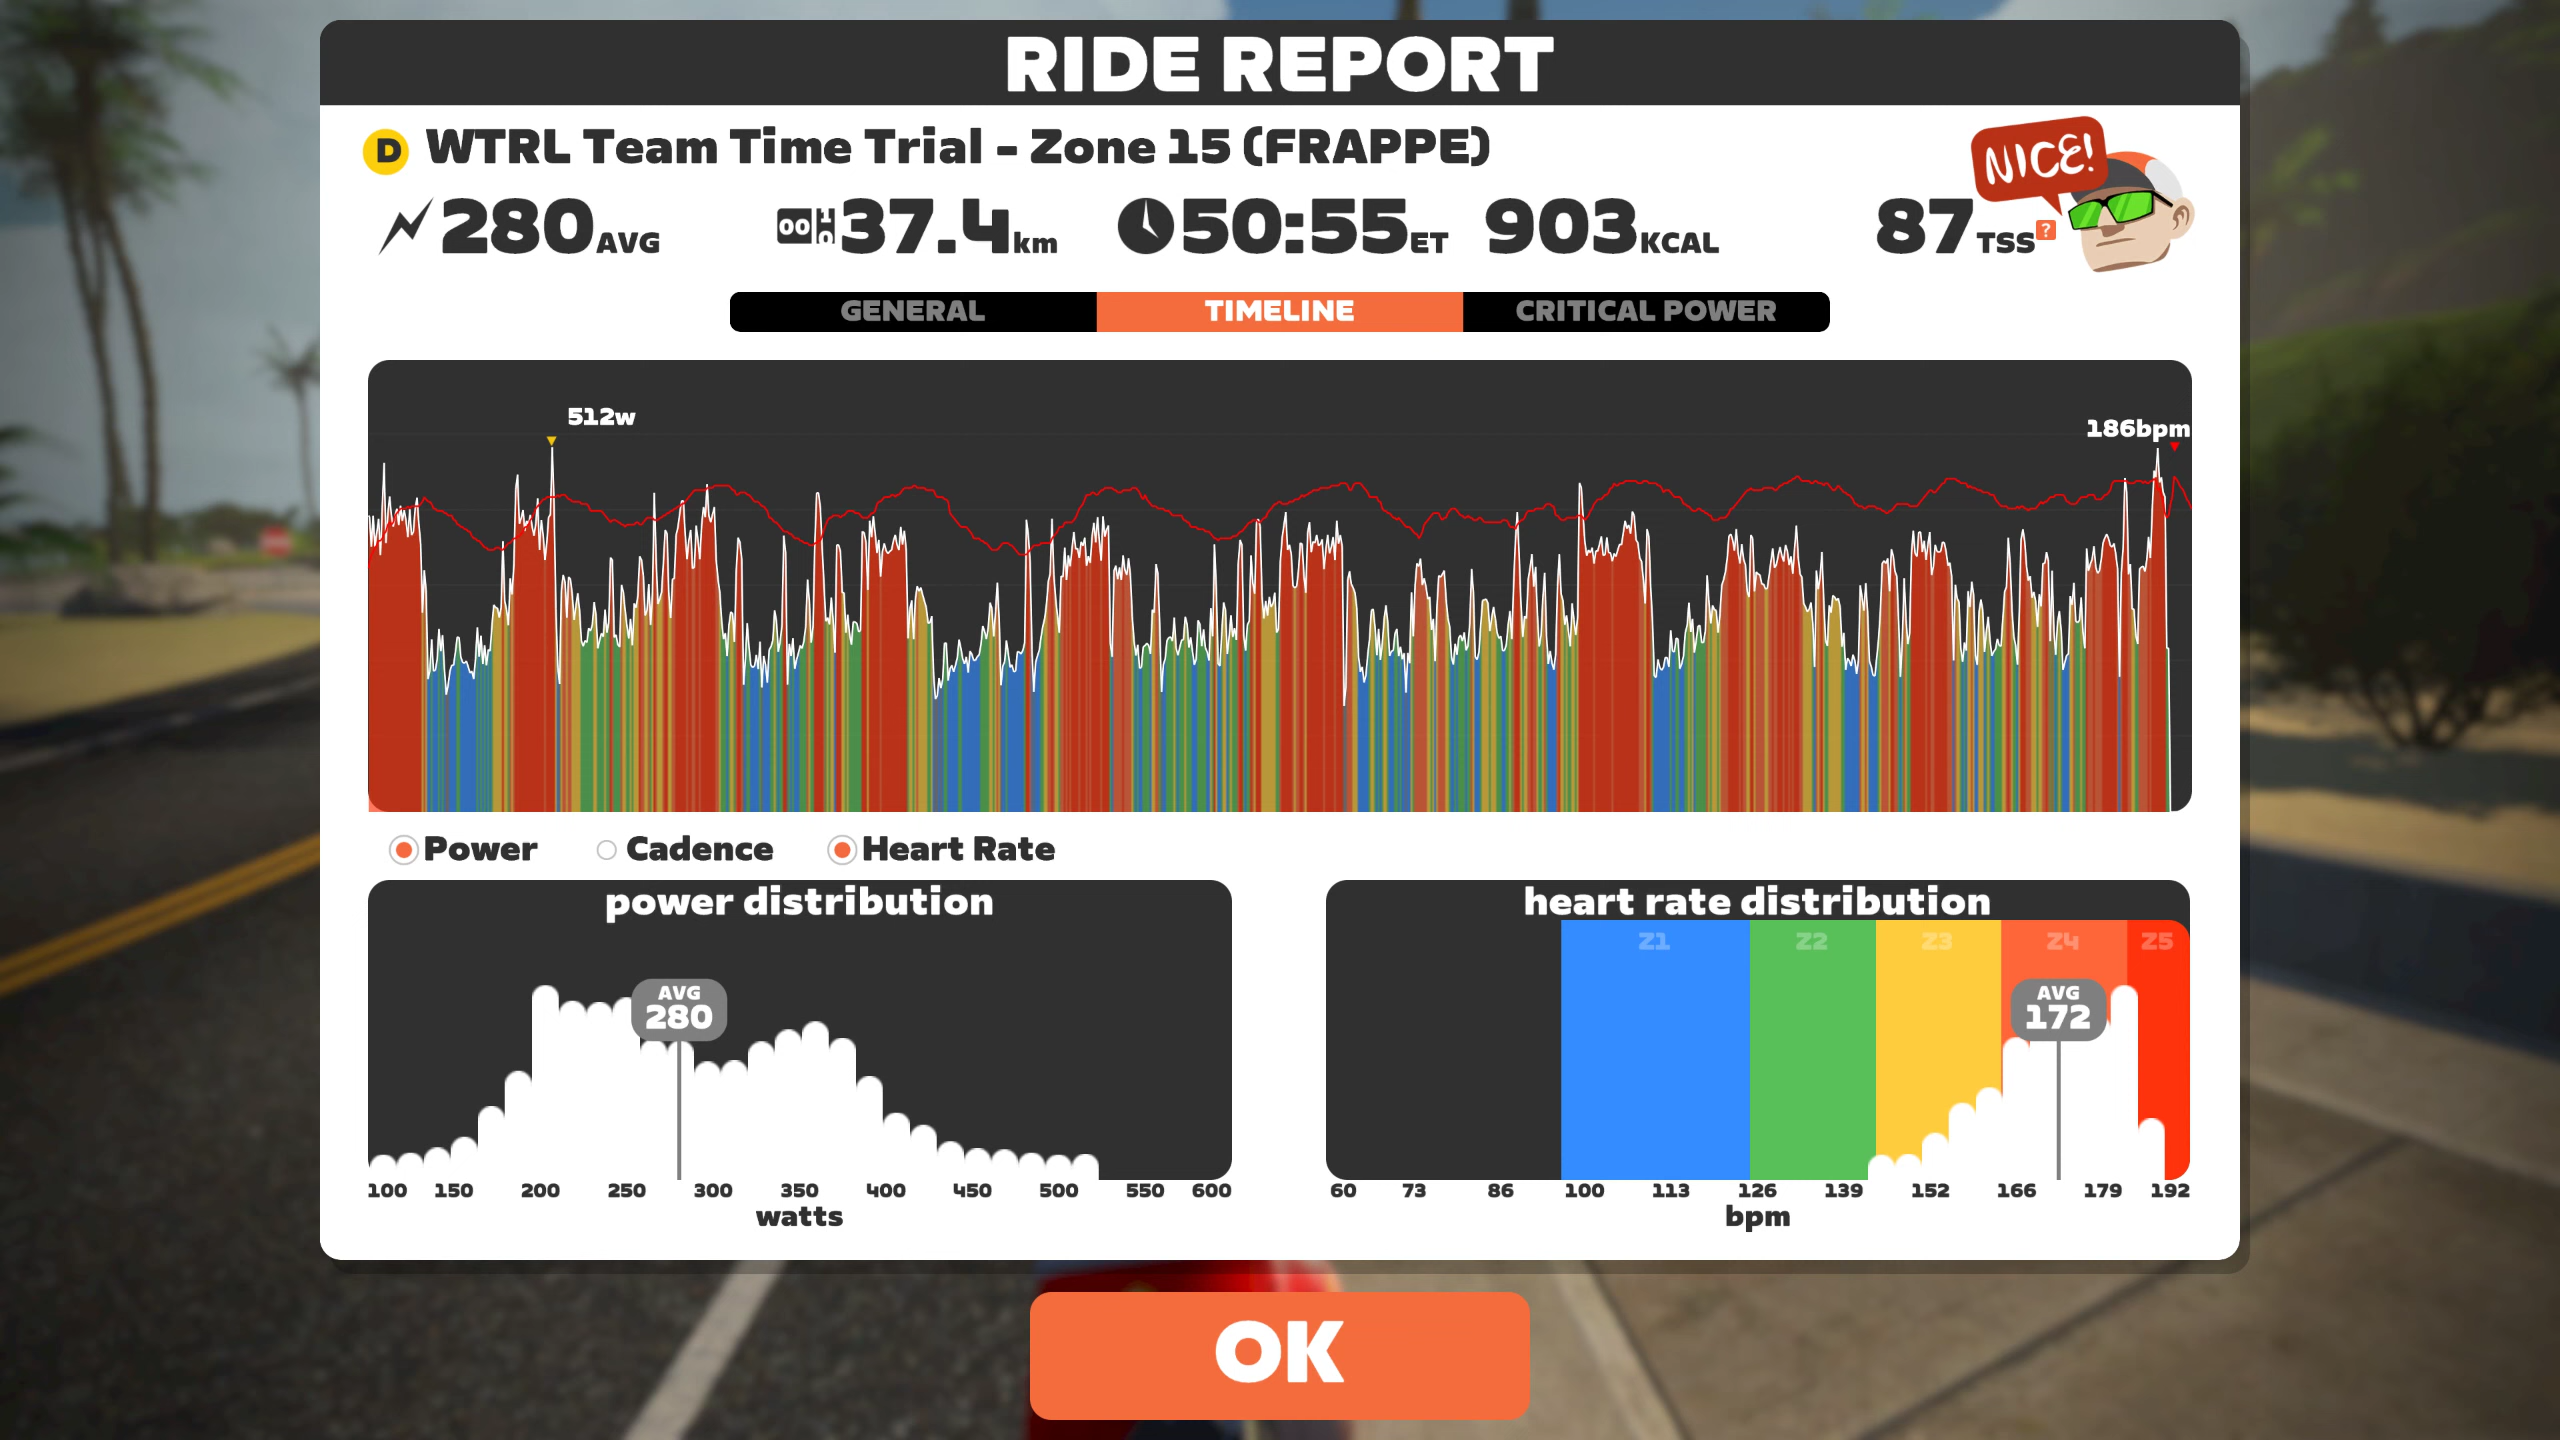 RIDE REPORT
D WTRL Team Time Trial - Zone 15 (FRAPPE)
NICE!
280AVG 37.4km 50:55ET 903KCAL 87TSS?
GENERAL TIMELINE CRITICAL POWER
512w
186bpm
Power Cadence Heart Rate
power distribution
AVG
280
100 150 200 250 300 350 400 450 500 550 600
watts
heart rate distribution
Z1 Z2 Z3 Z4 Z5
AVG
172
60 73 86 100 113 126 139 152 166 179 192
bpm
OK